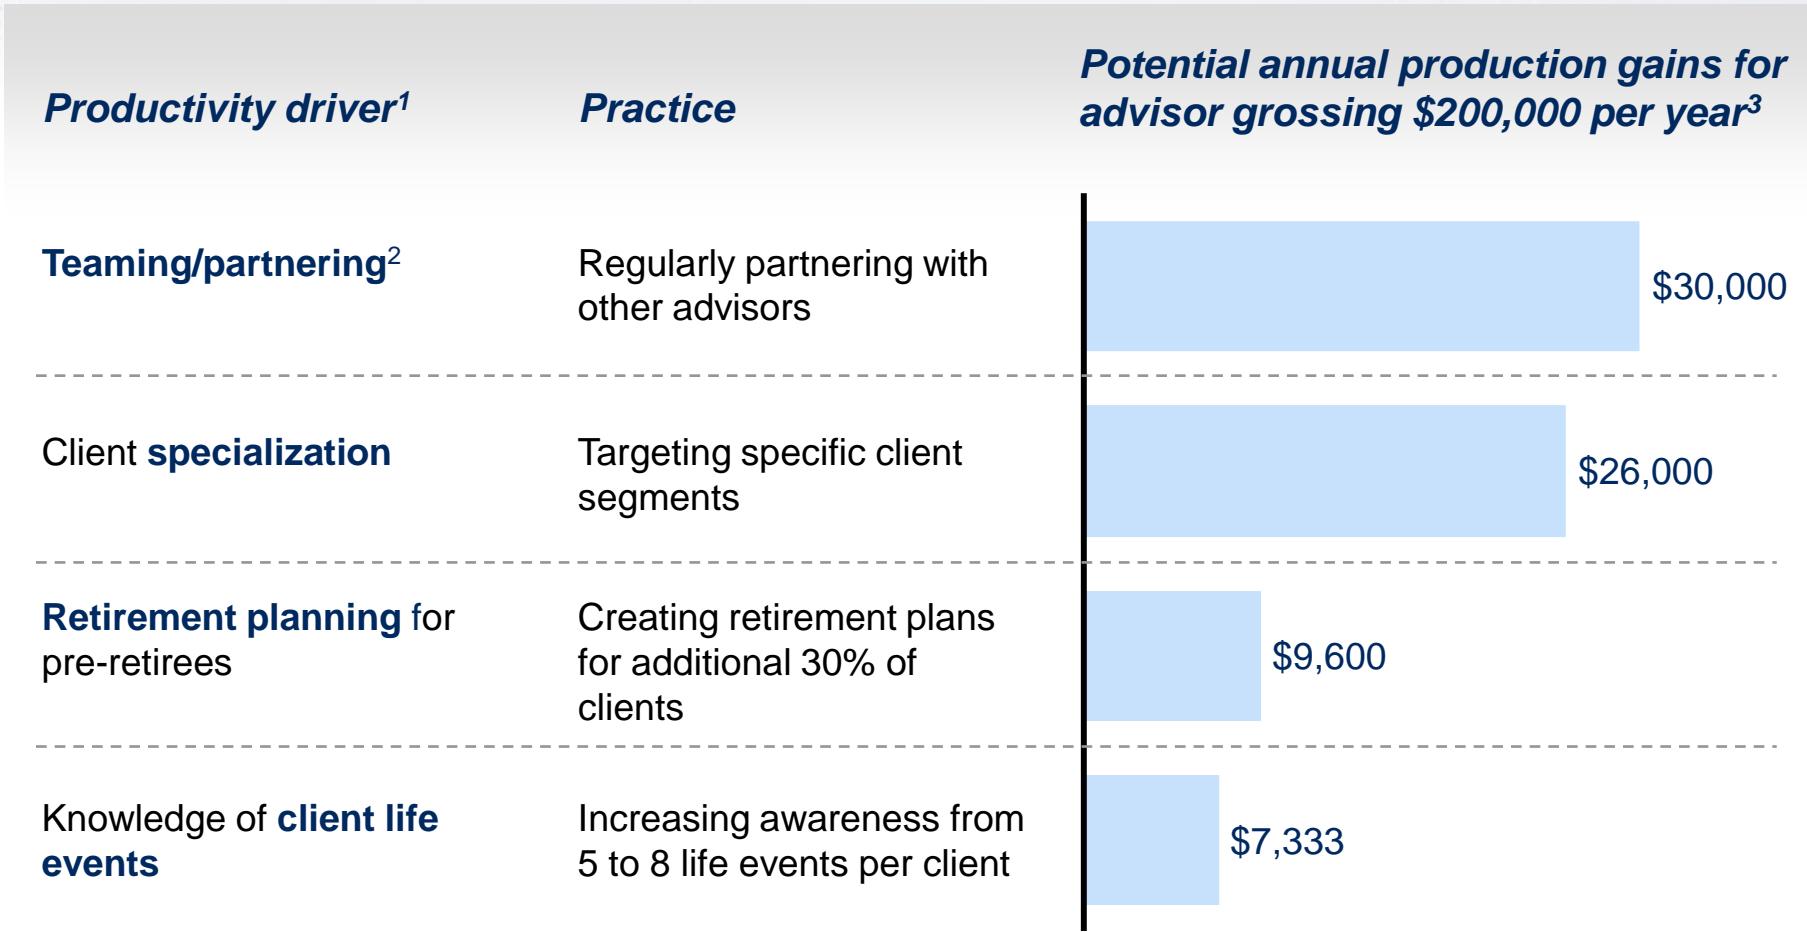 Productivity driver1
Practice
Potential annual production gains for
advisor grossing $200,000 per year3
Teaming/partnering2
Regularly partnering with
other advisors
$30,000
Client specialization
Targeting specific client
segments
$26,000
Retirement planning for
pre-retirees
Creating retirement plans
for additional 30% of
clients
$9,600
Knowledge of client life
events
Increasing awareness from
5 to 8 life events per client
$7,333